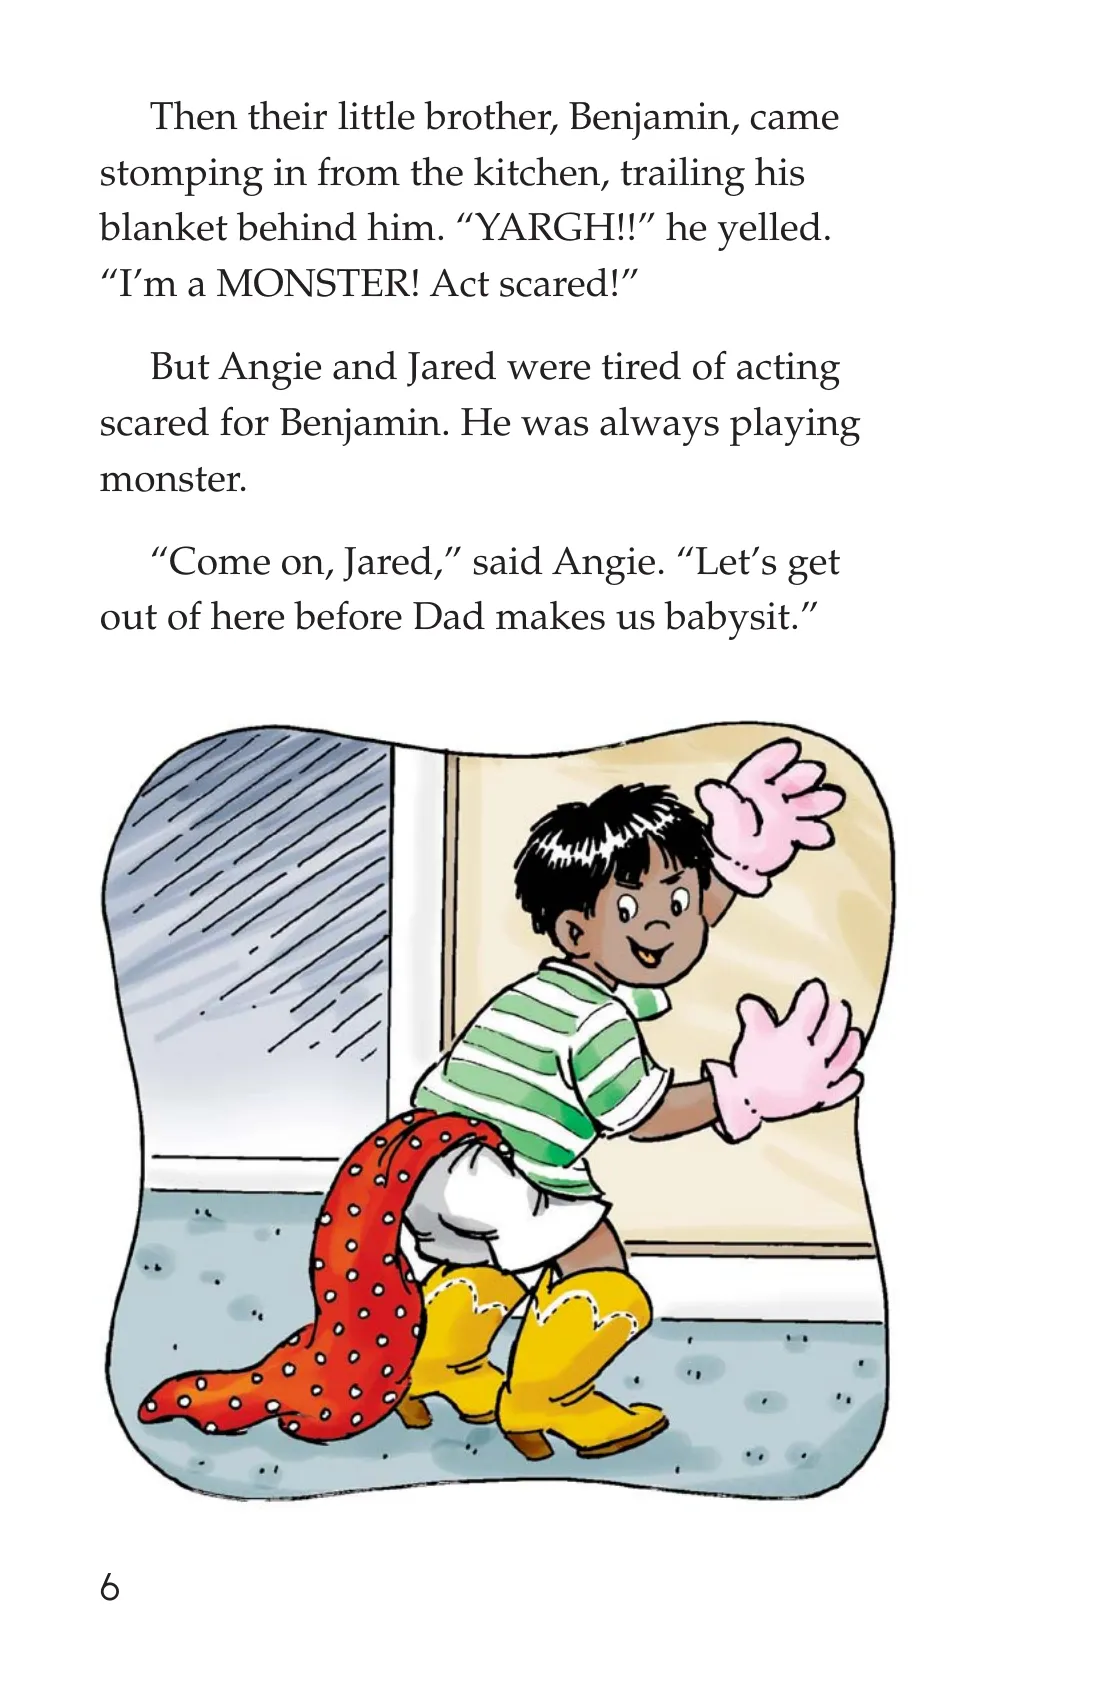 Then their little brother, Benjamin, came
stomping in from the kitchen, trailing his
blanket behind him. “YARGH!!” he yelled.
“I’m a MONSTER! Act scared!”
But Angie and Jared were tired of acting
scared for Benjamin. He was always playing
monster.
“Come on, Jared,” said Angie. “Let’s get
out of here before Dad makes us babysit.”
6